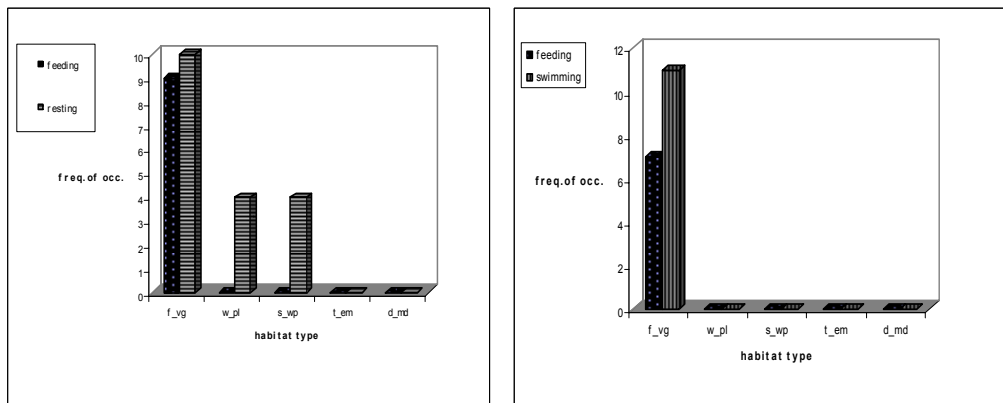 feeding
resting
10
9
8
7
6
5
4
3
2
1
0
freq.of occ.
f_vg w_pl s_wp t_em d_md
habitat type
feeding
swimming
12
10
8
6
4
2
0
freq.of occ.
f_vg w_pl s_wp t_em d_md
habitat type